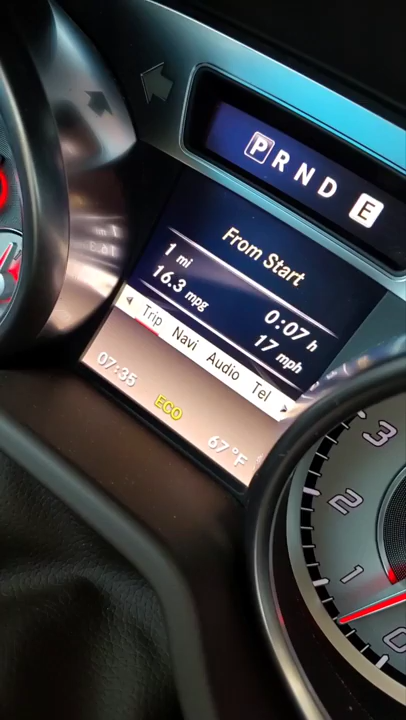 P R N D E
From Start
1 mi 0:07 h
16.3 mpg 17 mph
Trip Navi Audio Tel
07:35 ECO 67 °F
3
2
1
0